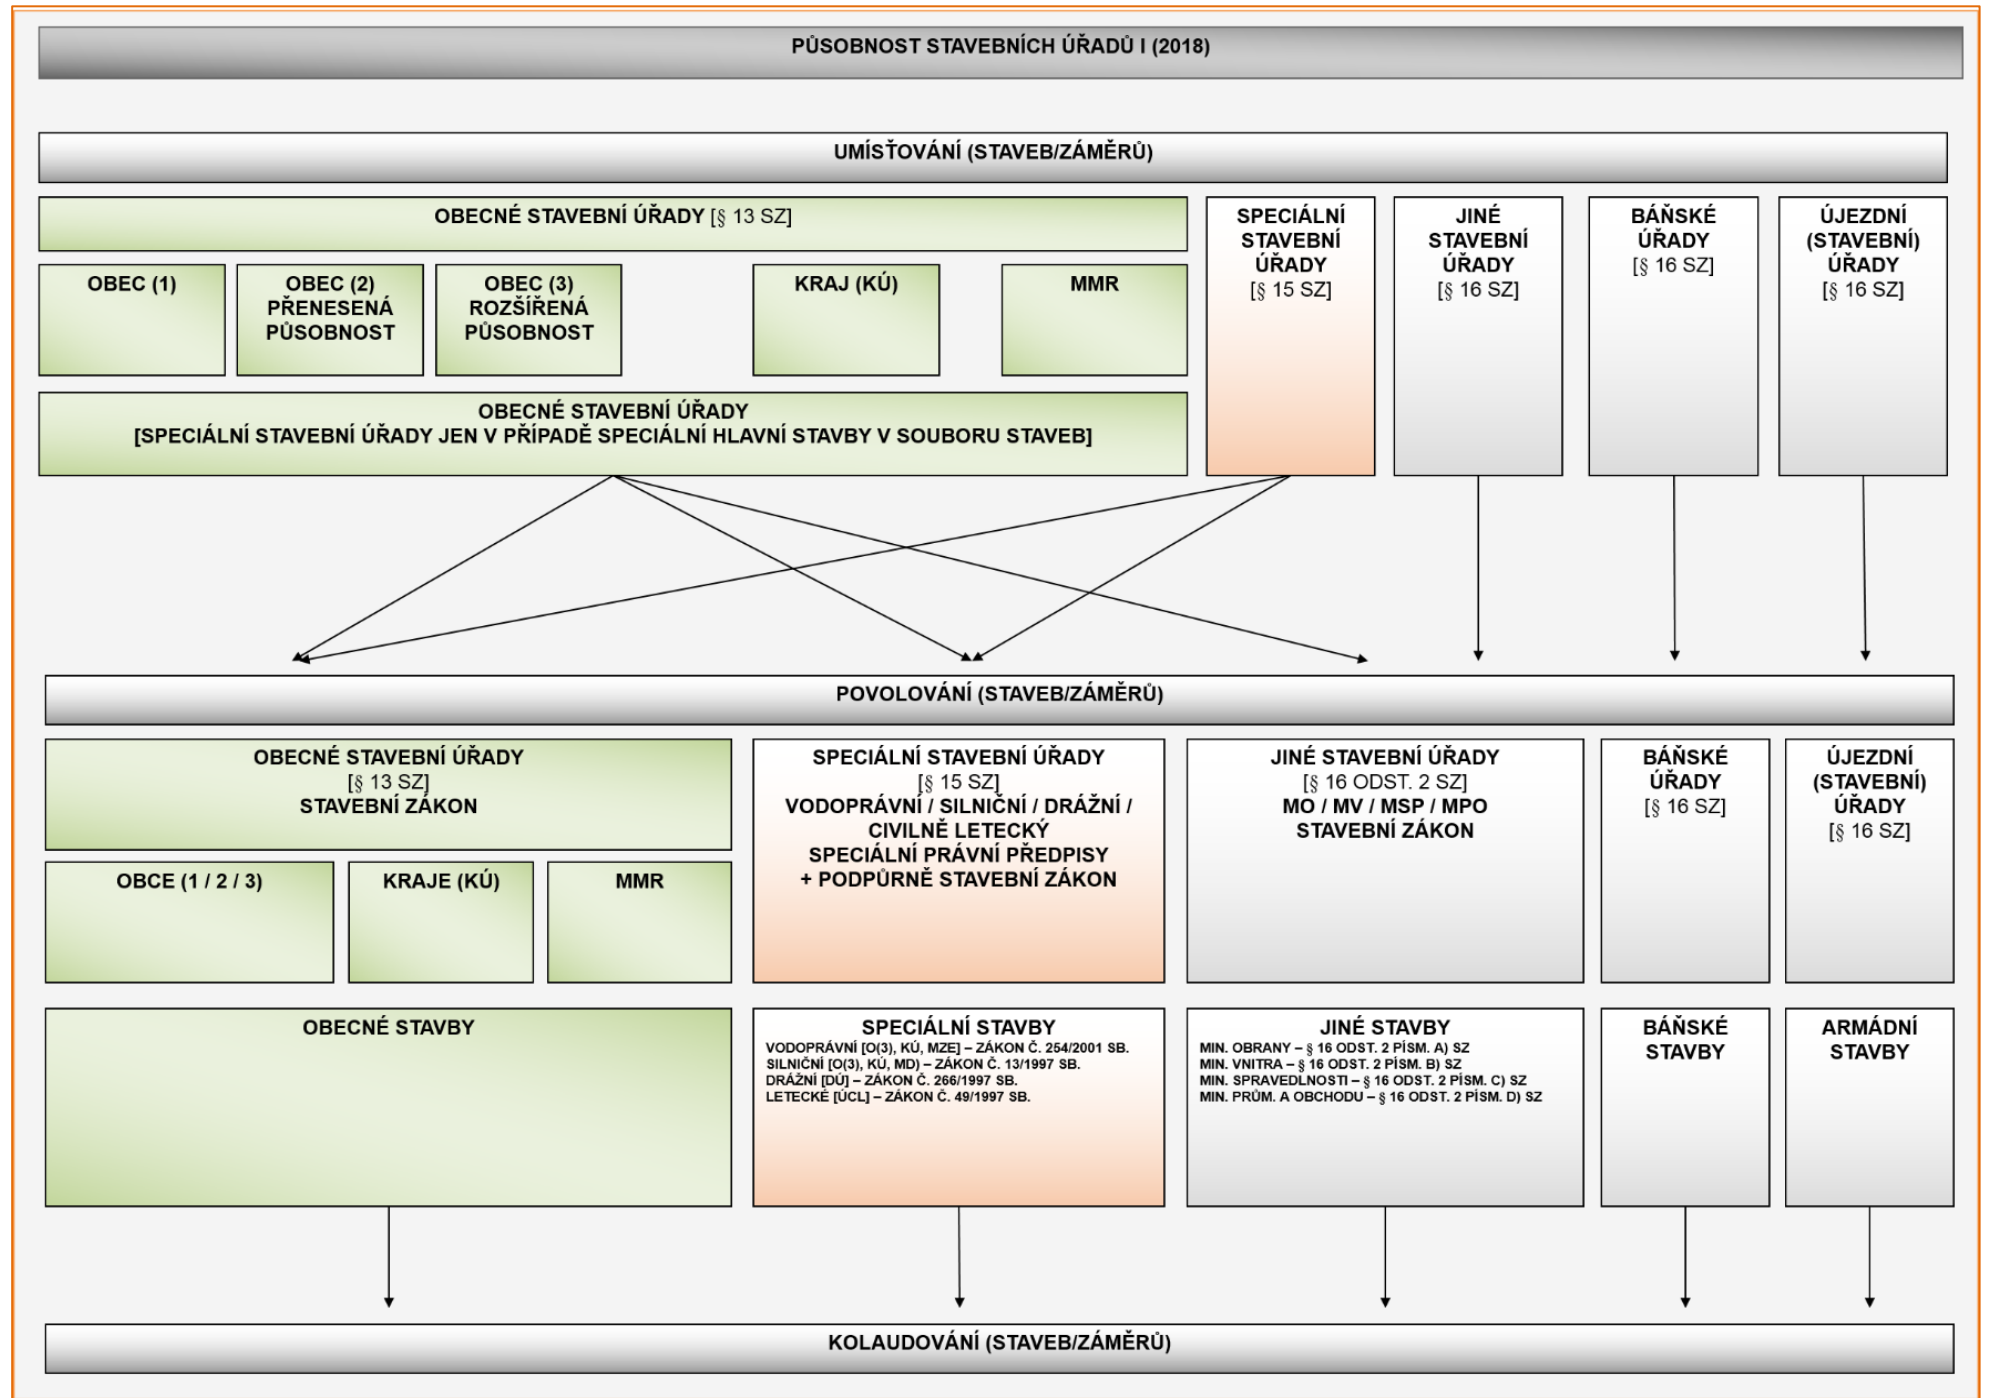 PŮSOBNOST STAVEBNÍCH ÚŘADŮ I (2018)
UMÍSŤOVÁNÍ (STAVEB/ZÁMĚRŮ)
OBECNÉ STAVEBNÍ ÚŘADY [§ 13 SZ]
OBEC (1)
OBEC (2)
PŘENESENÁ
PŮSOBNOST
OBEC (3)
ROZŠÍŘENÁ
PŮSOBNOST
KRAJ (KÚ)
MMR
OBECNÉ STAVEBNÍ ÚŘADY
[SPECIÁLNÍ STAVEBNÍ ÚŘADY JEN V PŘÍPADĚ SPECIÁLNÍ HLAVNÍ STAVBY V SOUBORU STAVEB]
SPECIÁLNÍ
STAVEBNÍ
ÚŘADY
[§ 15 SZ]
JINÉ
STAVEBNÍ
ÚŘADY
[§ 16 SZ]
BÁŇSKÉ
ÚŘADY
[§ 16 SZ]
ÚJEZDNÍ
(STAVEBNÍ)
ÚŘADY
[§ 16 SZ]
POVOLOVÁNÍ (STAVEB/ZÁMĚRŮ)
OBECNÉ STAVEBNÍ ÚŘADY
[§ 13 SZ]
STAVEBNÍ ZÁKON
OBCE (1 / 2 / 3)
KRAJE (KÚ)
MMR
SPECIÁLNÍ STAVEBNÍ ÚŘADY
[§ 15 SZ]
VODOPRÁVNÍ / SILNIČNÍ / DRÁŽNÍ /
CIVILNĚ LETECKÝ
SPECIÁLNÍ PRÁVNÍ PŘEDPISY
+ PODPŮRNĚ STAVEBNÍ ZÁKON
JINÉ STAVEBNÍ ÚŘADY
[§ 16 ODST. 2 SZ]
MO / MV / MSP / MPO
STAVEBNÍ ZÁKON
BÁŇSKÉ
ÚŘADY
[§ 16 SZ]
ÚJEZDNÍ
(STAVEBNÍ)
ÚŘADY
[§ 16 SZ]
OBECNÉ STAVBY
SPECIÁLNÍ STAVBY
VODOPRÁVNÍ [O(3), KÚ, MZE] – ZÁKON Č. 254/2001 SB.
SILNIČNÍ [O(3), KÚ, MD) – ZÁKON Č. 13/1997 SB.
DRÁŽNÍ [DÚ] – ZÁKON Č. 266/1997 SB.
LETECKÉ [ÚCL] – ZÁKON Č. 49/1997 SB.
JINÉ STAVBY
MIN. OBRANY – § 16 ODST. 2 PÍSM. A) SZ
MIN. VNITRA – § 16 ODST. 2 PÍSM. B) SZ
MIN. SPRAVEDLNOSTI – § 16 ODST. 2 PÍSM. C) SZ
MIN. PRŮM. A OBCHODU – § 16 ODST. 2 PÍSM. D) SZ
BÁŇSKÉ
STAVBY
ARMÁDNÍ
STAVBY
KOLAUDOVÁNÍ (STAVEB/ZÁMĚRŮ)